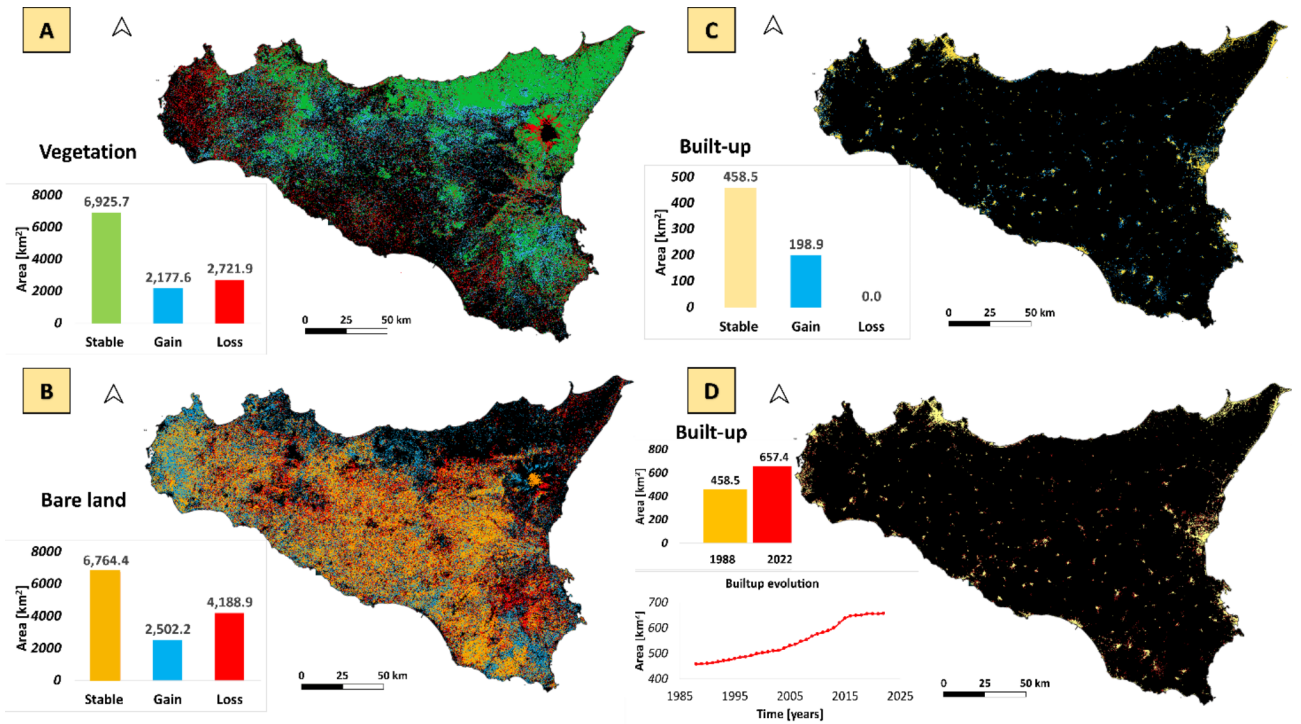 A
Vegetation
Area [km²]
8000
6000
4000
2000
0
6,925.7
2,177.6
2,721.9
Stable Gain Loss
0 25 50 km
B
Bare land
Area [km²]
8000
6000
4000
2000
0
6,764.4
2,502.2
4,188.9
Stable Gain Loss
0 25 50 km
C
Built-up
Area [km²]
500
400
300
200
100
0
458.5
198.9
0.0
Stable Gain Loss
0 25 50 km
D
Built-up
Area [km²]
800
600
400
200
0
458.5
657.4
1988 2022
Builtup evolution
Area [km²]
700
600
500
400
1985 1995 2005 2015 2025
Time [years]
0 25 50 km